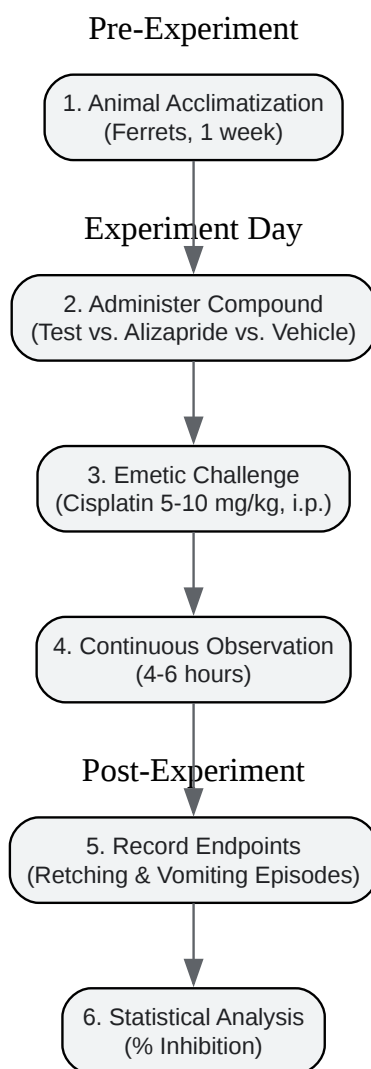 Pre-Experiment
1. Animal Acclimatization
(Ferrets, 1 week)
Experiment Day
2. Administer Compound
(Test vs. Alizapride vs. Vehicle)
3. Emetic Challenge
(Cisplatin 5-10 mg/kg, i.p.)
4. Continuous Observation
(4-6 hours)
Post-Experiment
5. Record Endpoints
(Retching & Vomiting Episodes)
6. Statistical Analysis
(% Inhibition)